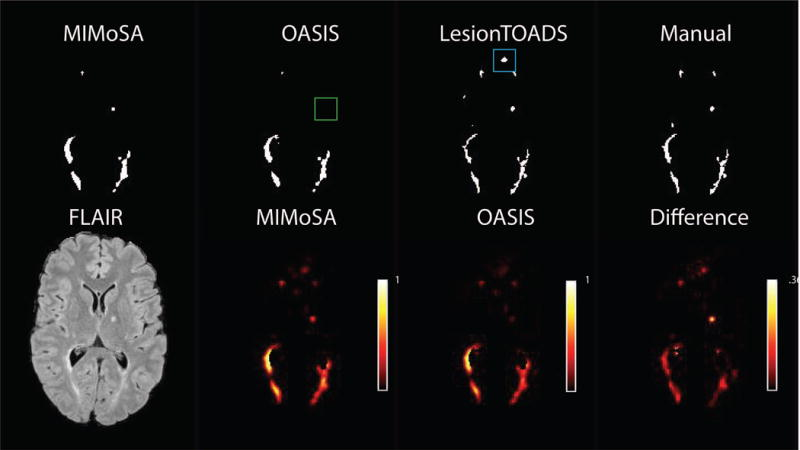 MIMoSA OASIS LesionTOADS Manual
FLAIR MIMoSA OASIS Difference
1 1